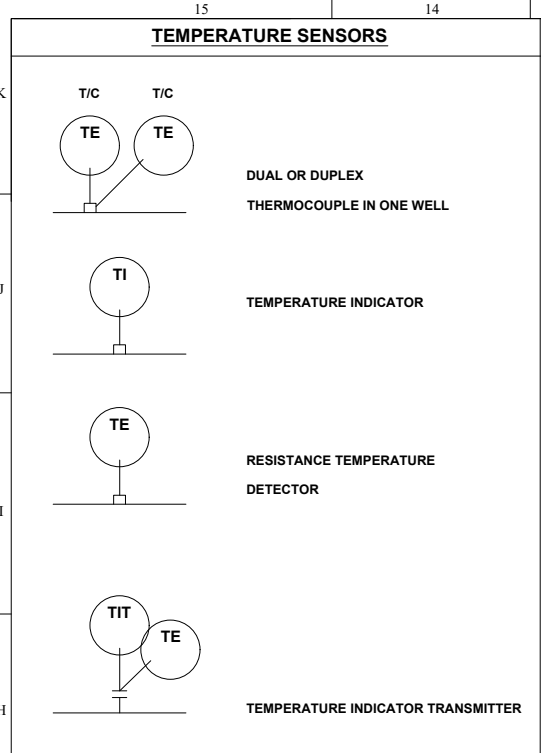 15 14
TEMPERATURE SENSORS
K
T/C T/C
TE TE
DUAL OR DUPLEX
THERMOCOUPLE IN ONE WELL
TI
J
TEMPERATURE INDICATOR
TE
RESISTANCE TEMPERATURE
DETECTOR
I
TIT
TE
H
TEMPERATURE INDICATOR TRANSMITTER